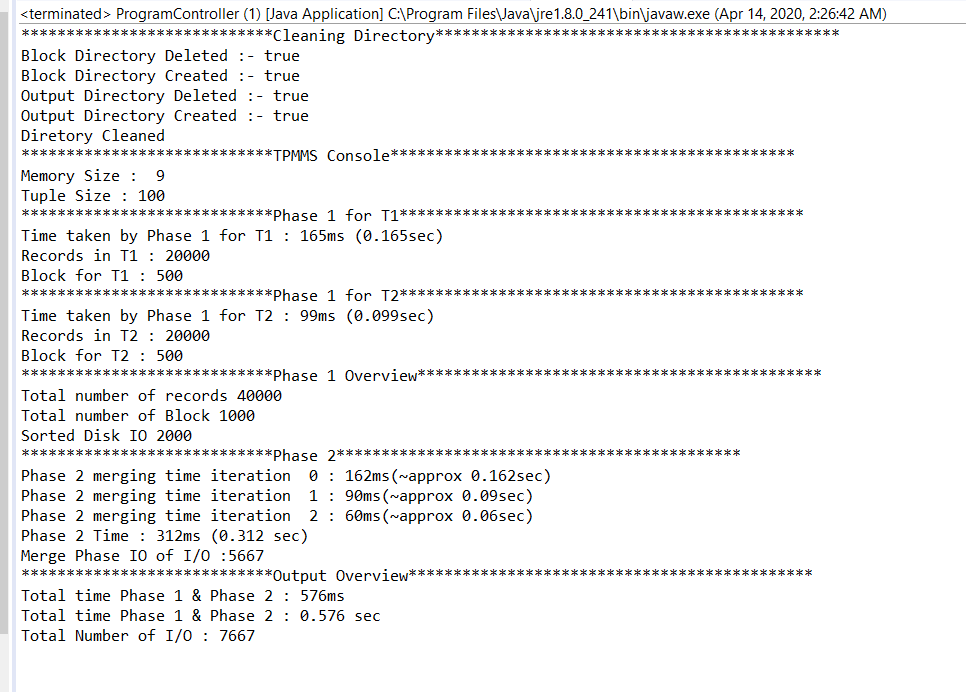 <terminated> ProgramController (1) [Java Application] C:\Program Files\Java\jre1.8.0_241\bin\javaw.exe (Apr 14, 2020, 2:26:42 AM)
****************************Cleaning Directory*********************************************
Block Directory Deleted :- true
Block Directory Created :- true
Output Directory Deleted :- true
Output Directory Created :- true
Diretory Cleaned
****************************TPMMS Console*********************************************
Memory Size :  9
Tuple Size : 100
****************************Phase 1 for T1*********************************************
Time taken by Phase 1 for T1 : 165ms (0.165sec)
Records in T1 : 20000
Block for T1 : 500
****************************Phase 1 for T2*********************************************
Time taken by Phase 1 for T2 : 99ms (0.099sec)
Records in T2 : 20000
Block for T2 : 500
****************************Phase 1 Overview*********************************************
Total number of records 40000
Total number of Block 1000
Sorted Disk IO 2000
****************************Phase 2*********************************************
Phase 2 merging time iteration  0 : 162ms(~approx 0.162sec)
Phase 2 merging time iteration  1 : 90ms(~approx 0.09sec)
Phase 2 merging time iteration  2 : 60ms(~approx 0.06sec)
Phase 2 Time : 312ms (0.312 sec)
Merge Phase IO of I/O :5667
****************************Output Overview*********************************************
Total time Phase 1 & Phase 2 : 576ms
Total time Phase 1 & Phase 2 : 0.576 sec
Total Number of I/O : 7667